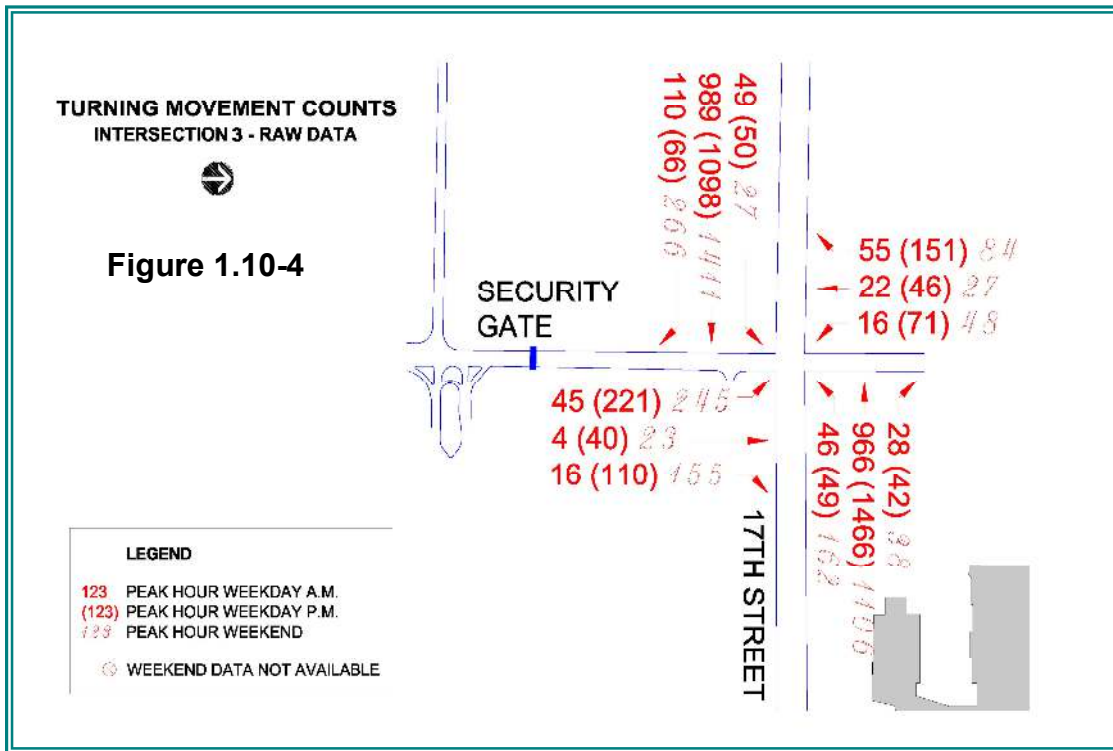 TURNING MOVEMENT COUNTS
INTERSECTION 3 - RAW DATA
Figure 1.10-4
49 (50) 27
989 (1098) 1411
110 (66) 266
55 (151) 84
22 (46) 27
16 (71) 48
SECURITY
GATE
45 (221) 245
4 (40) 23
16 (110) 155
28 (42) 38
966 (1466) 1106
46 (49) 162
17TH STREET
LEGEND
123 PEAK HOUR WEEKDAY A.M.
(123) PEAK HOUR WEEKDAY P.M.
123 PEAK HOUR WEEKEND
WEEKEND DATA NOT AVAILABLE